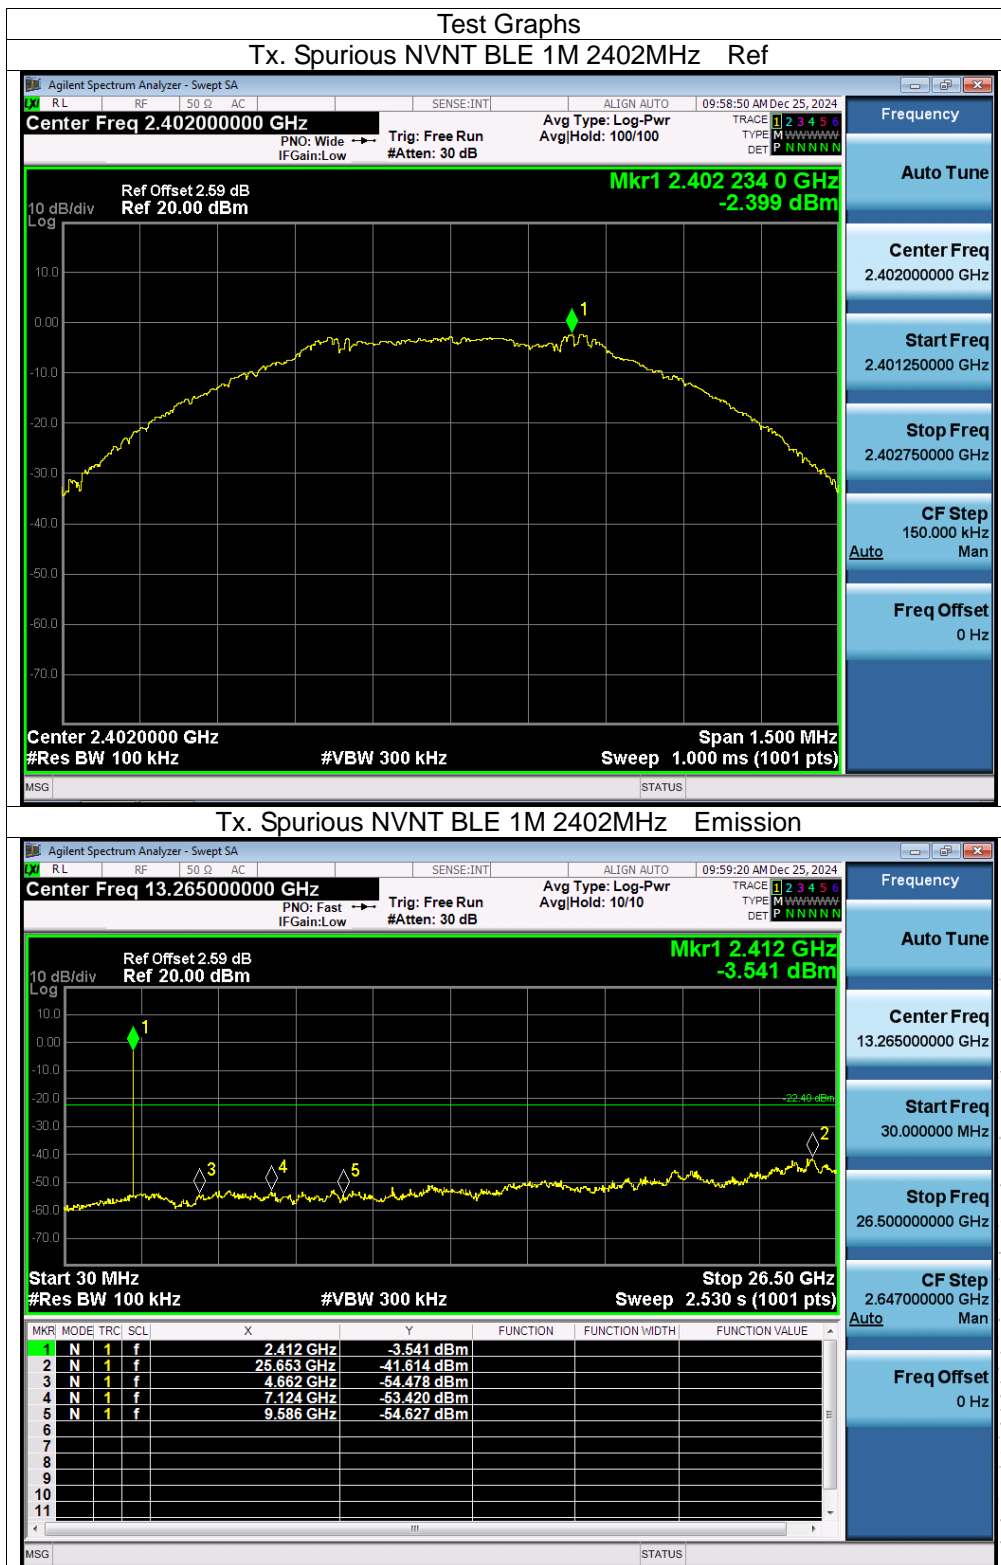 Test Graphs
Tx. Spurious NVNT BLE 1M 2402MHz Ref
Agilent Spectrum Analyzer - Swept SA
LXI RL RF 50 Ω AC SENSE:INT ALIGN AUTO 09:58:50 AM Dec 25, 2024
Center Freq 2.402000000 GHz
PNO: Wide
IFGain:Low
Trig: Free Run
#Atten: 30 dB
Avg Type: Log-Pwr
Avg|Hold: 100/100
TRACE 1 2 3 4 5 6
TYPE M WWWWW
DET P N N N N N
Frequency
Auto Tune
Center Freq
2.402000000 GHz
Start Freq
2.401250000 GHz
Stop Freq
2.402750000 GHz
CF Step
150.000 kHz
Auto Man
Freq Offset
0 Hz
Mkr1 2.402 234 0 GHz
-2.399 dBm
Ref Offset 2.59 dB
10 dB/div Ref 20.00 dBm
Log
10.0
0.00
-10.0
-20.0
-30.0
-40.0
-50.0
-60.0
-70.0
1
Center 2.4020000 GHz Span 1.500 MHz
#Res BW 100 kHz #VBW 300 kHz Sweep 1.000 ms (1001 pts)
MSG STATUS
Tx. Spurious NVNT BLE 1M 2402MHz Emission
Agilent Spectrum Analyzer - Swept SA
LXI RL RF 50 Ω AC SENSE:INT ALIGN AUTO 09:59:20 AM Dec 25, 2024
Center Freq 13.265000000 GHz
PNO: Fast
IFGain:Low
Trig: Free Run
#Atten: 30 dB
Avg Type: Log-Pwr
Avg|Hold: 10/10
TRACE 1 2 3 4 5 6
TYPE M WWWWW
DET P N N N N N
Frequency
Auto Tune
Center Freq
13.265000000 GHz
Start Freq
30.000000 MHz
Stop Freq
26.500000000 GHz
CF Step
2.647000000 GHz
Auto Man
Freq Offset
0 Hz
Mkr1 2.412 GHz
-3.541 dBm
Ref Offset 2.59 dB
10 dB/div Ref 20.00 dBm
Log
10.0
0.00
-10.0
-20.0
-30.0
-40.0
-50.0
-60.0
-70.0
1
-22.40 dBm
2
3
4
5
Start 30 MHz Stop 26.50 GHz
#Res BW 100 kHz #VBW 300 kHz Sweep 2.530 s (1001 pts)
MKR MODE TRC SCL X Y FUNCTION FUNCTION WIDTH FUNCTION VALUE
1 N 1 f 2.412 GHz -3.541 dBm
2 N 1 f 25.653 GHz -41.614 dBm
3 N 1 f 4.662 GHz -54.478 dBm
4 N 1 f 7.124 GHz -53.420 dBm
5 N 1 f 9.586 GHz -54.627 dBm
6
7
8
9
10
11
MSG STATUS